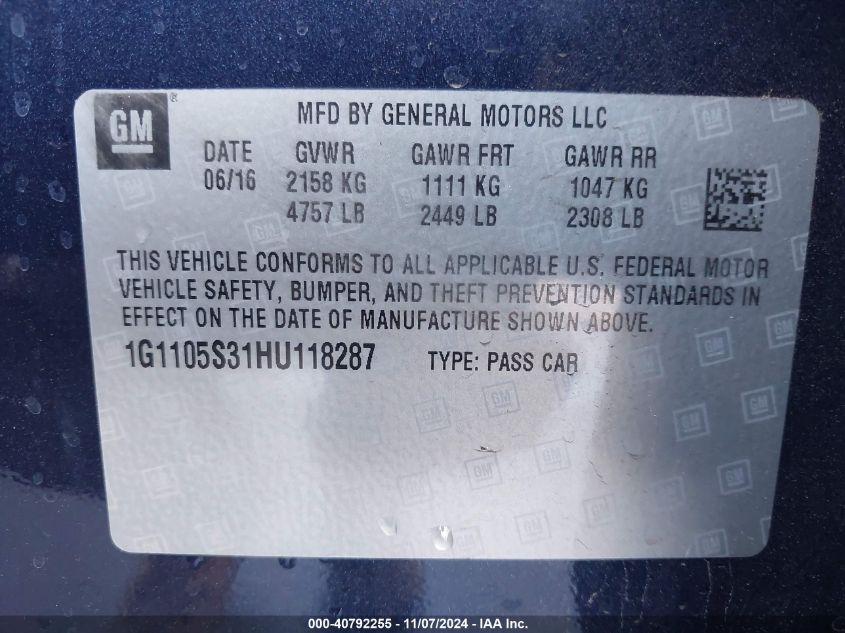 GM®
MFD BY GENERAL MOTORS LLC
DATE GVWR GAWR FRT GAWR RR
06/16 2158 KG 1111 KG 1047 KG
4757 LB 2449 LB 2308 LB
THIS VEHICLE CONFORMS TO ALL APPLICABLE U.S. FEDERAL MOTOR
VEHICLE SAFETY, BUMPER, AND THEFT PREVENTION STANDARDS IN
EFFECT ON THE DATE OF MANUFACTURE SHOWN ABOVE.
1G1105S31HU118287 TYPE: PASS CAR
00-40792255 - 11/07/2024 - IAA Inc.